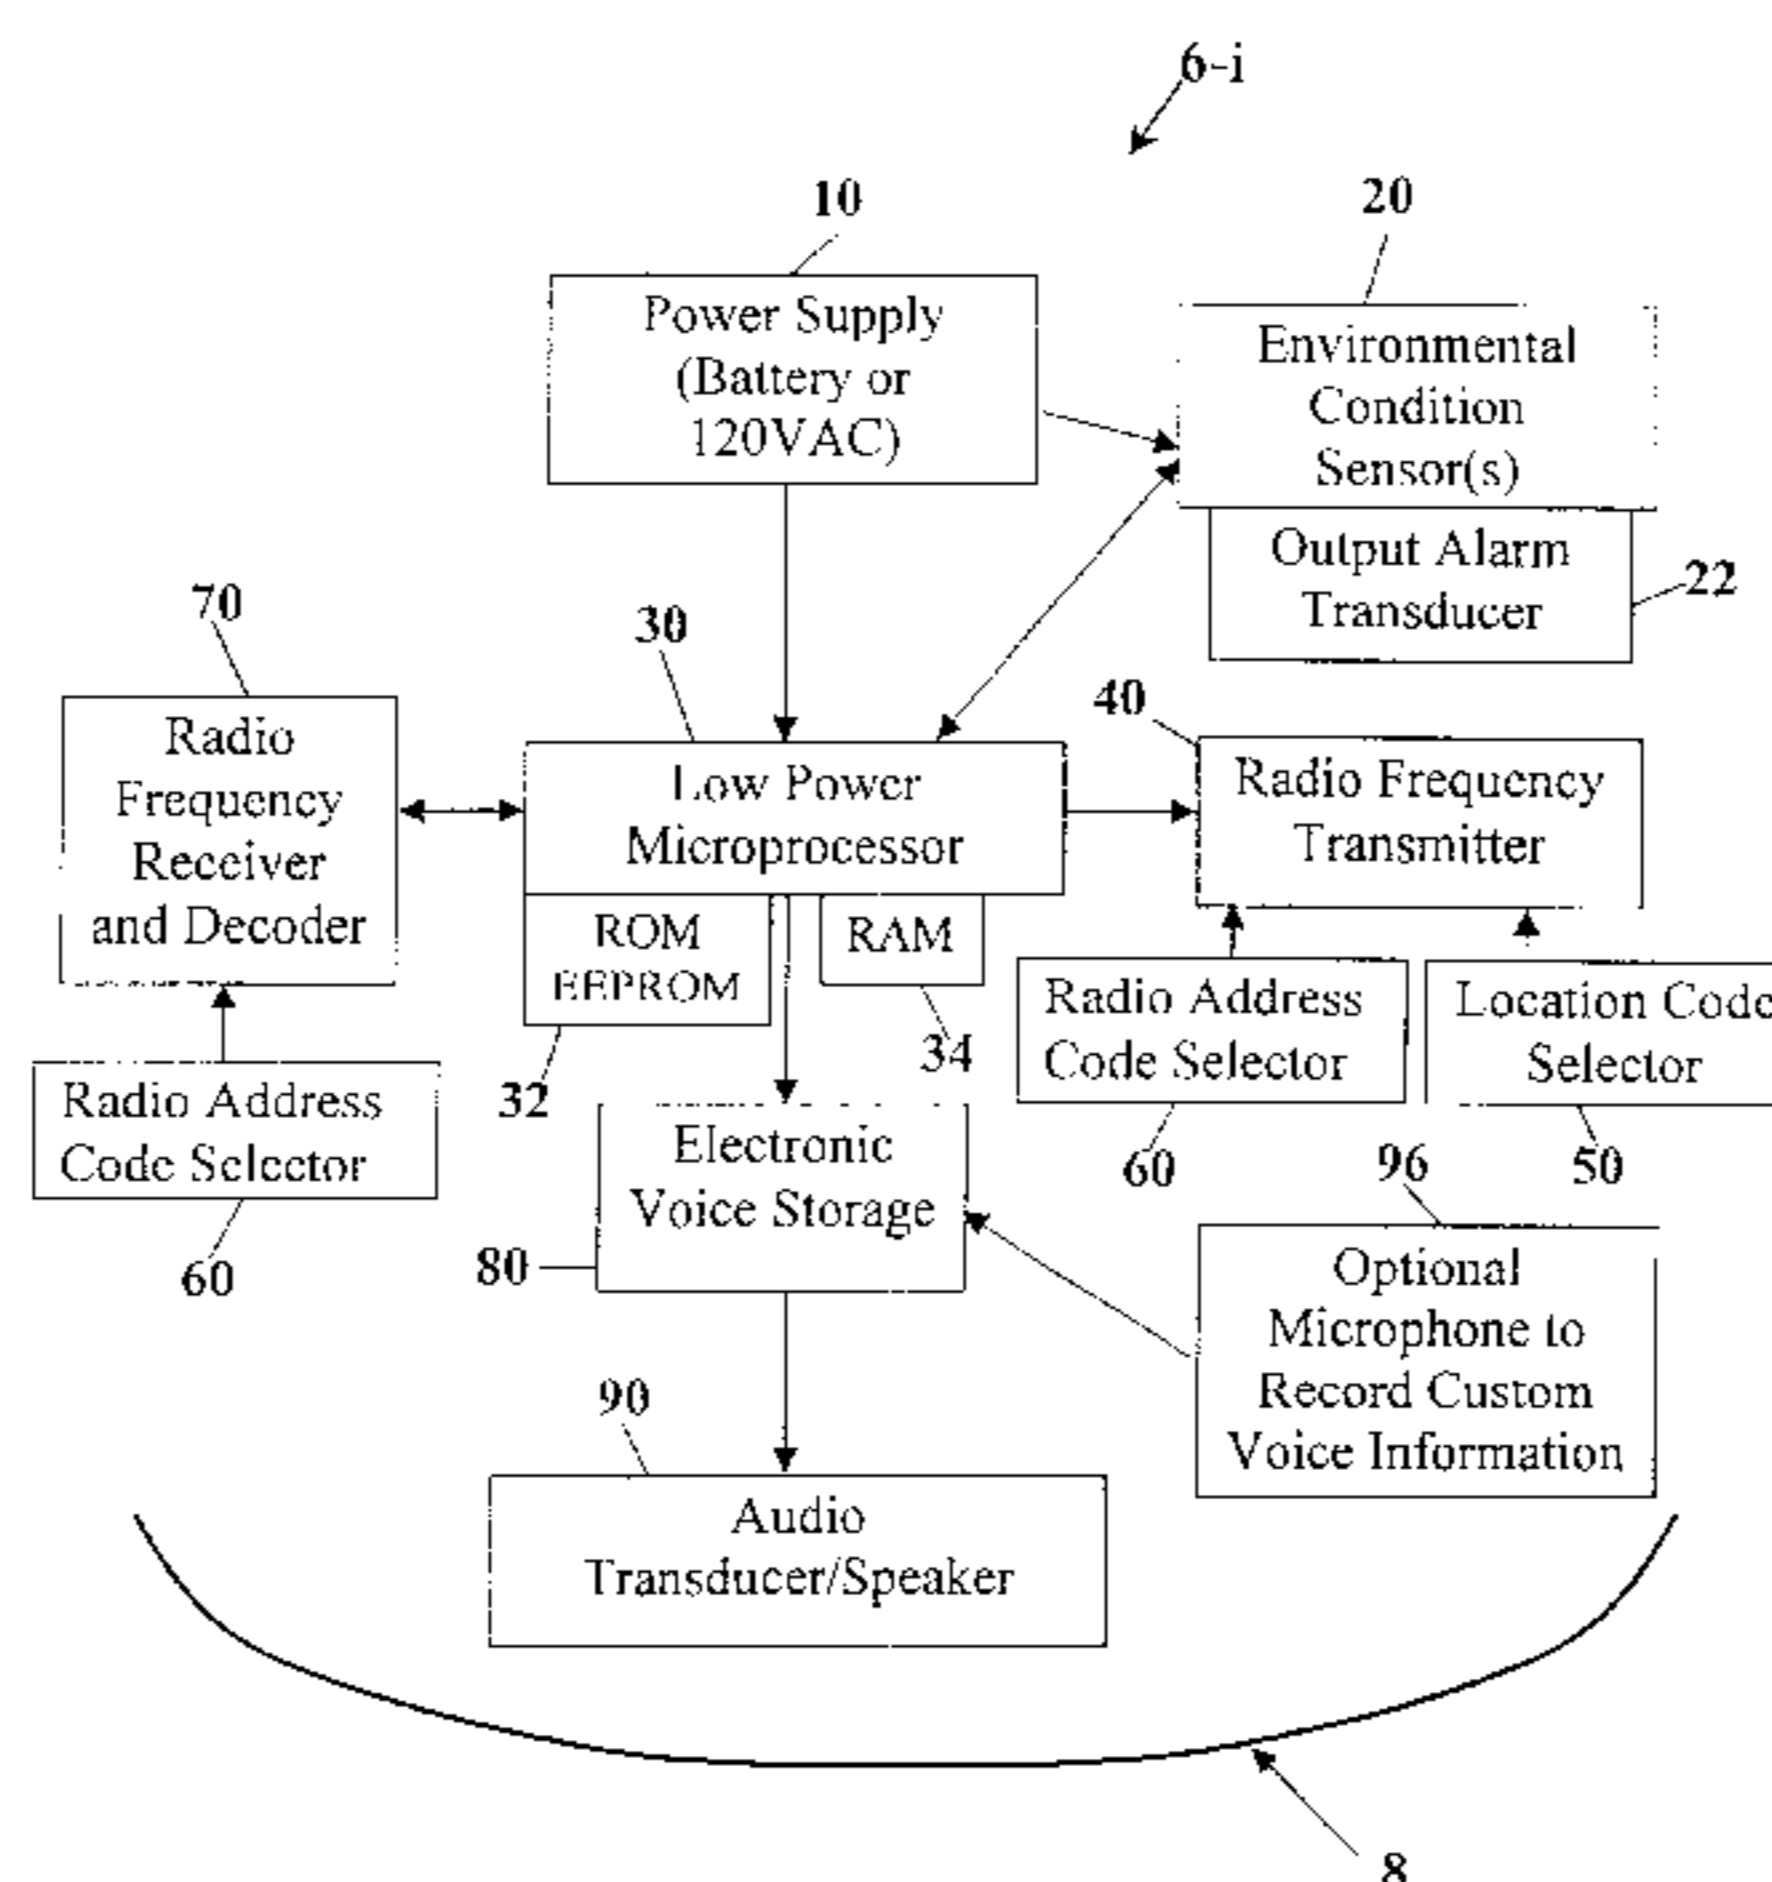 6-i
10
20
Power Supply
(Battery or
120VAC)
Environmental
Condition
Sensor(s)
Output Alarm
Transducer
22
70
30
40
Radio
Frequency
Receiver
and Decoder
Low Power
Microprocessor
Radio Frequency
Transmitter
ROM
EEPROM
RAM
32
34
Radio Address
Code Selector
60
Location Code
Selector
50
Radio Address
Code Selector
60
Electronic
Voice Storage
80
96
Optional
Microphone to
Record Custom
Voice Information
90
Audio
Transducer/Speaker
8